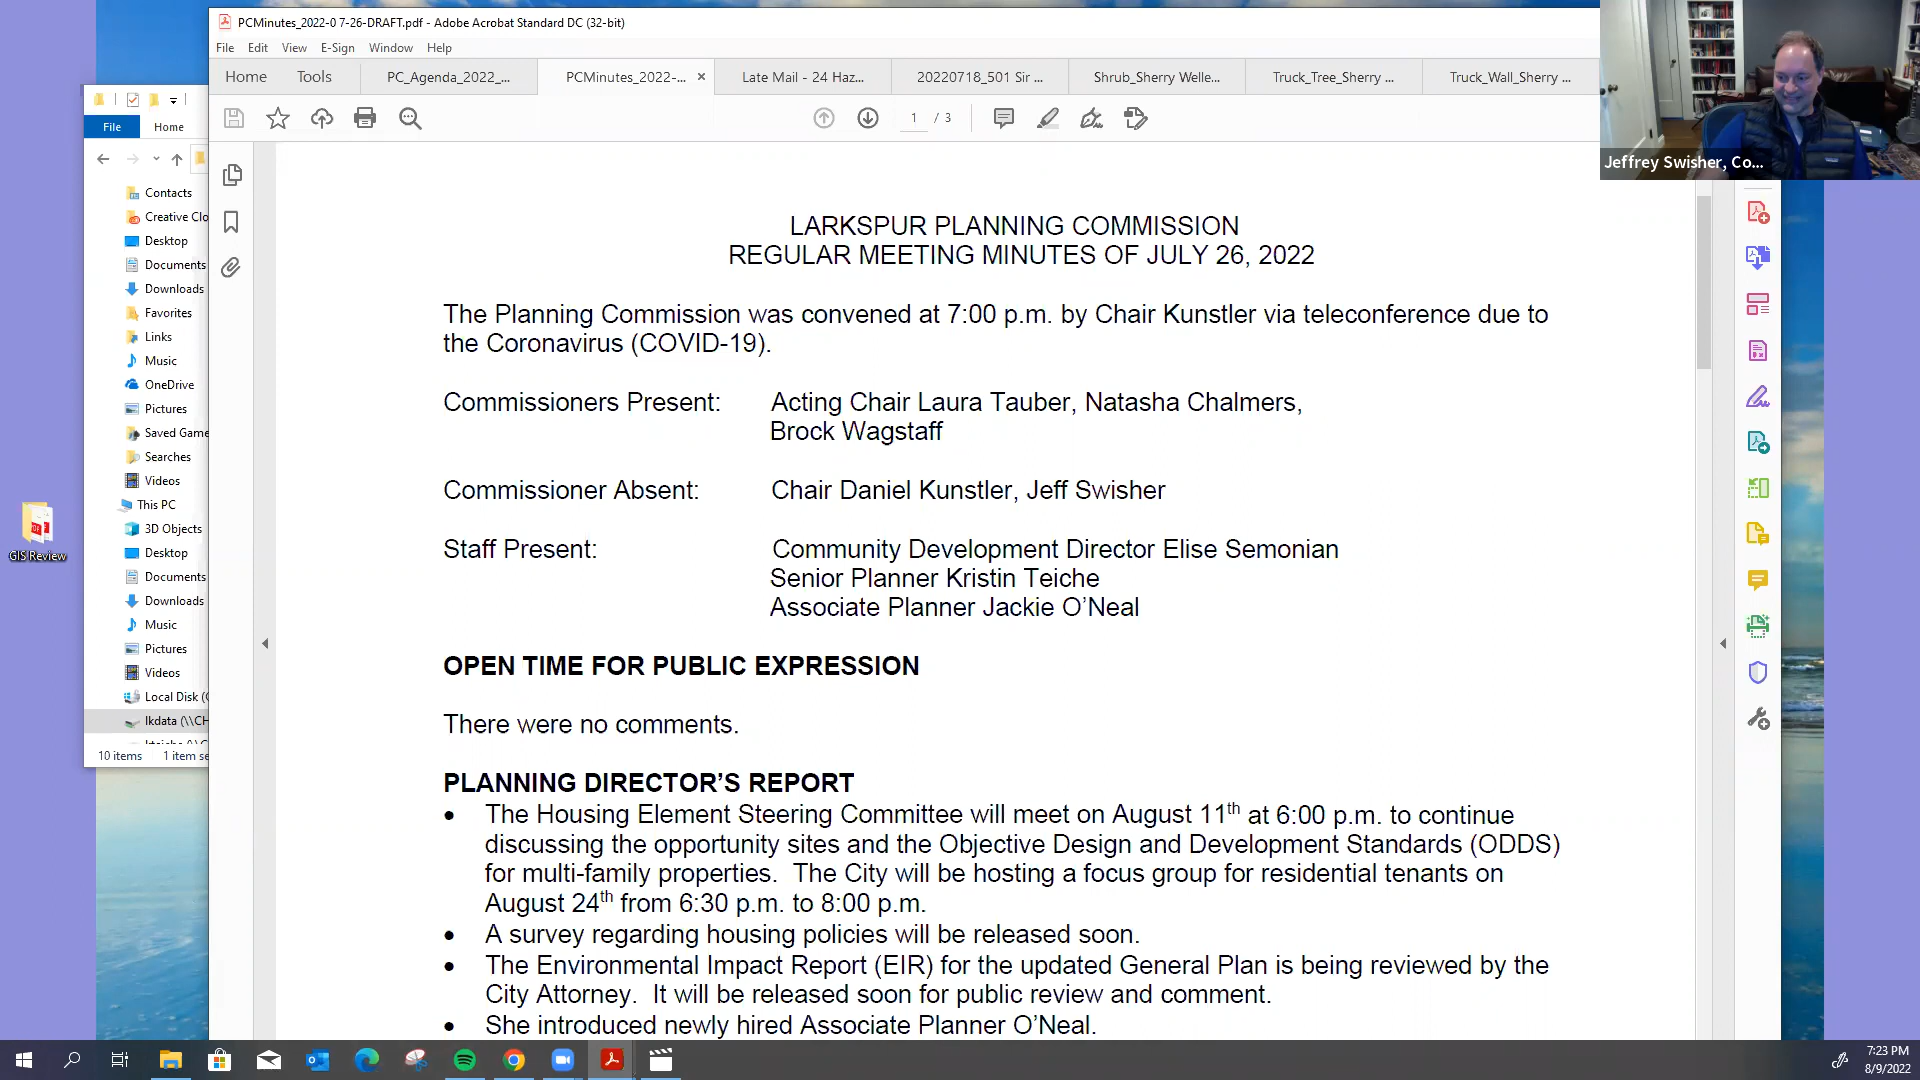 PCMinutes_2022-0 7-26-DRAFT.pdf - Adobe Acrobat Standard DC (32-bit)
File Edit View E-Sign Window Help
Home Tools PC_Agenda_2022_... PCMinutes_2022-... × Late Mail - 24 Haz... 20220718_501 Sir ... Shrub_Sherry Welle... Truck_Tree_Sherry ... Truck_Wall_Sherry ...
1 / 3
Jeffrey Swisher, Co...
File Home
Contacts
Creative Clo
Desktop
Documents
Downloads
Favorites
Links
Music
OneDrive
Pictures
Saved Game
Searches
Videos
This PC
3D Objects
Desktop
Documents
Downloads
Music
Pictures
Videos
Local Disk (C
lkdata (\\CH
10 items 1 item se
GIS Review
LARKSPUR PLANNING COMMISSION
REGULAR MEETING MINUTES OF JULY 26, 2022
The Planning Commission was convened at 7:00 p.m. by Chair Kunstler via teleconference due to
the Coronavirus (COVID-19).
Commissioners Present: Acting Chair Laura Tauber, Natasha Chalmers,
Brock Wagstaff
Commissioner Absent: Chair Daniel Kunstler, Jeff Swisher
Staff Present: Community Development Director Elise Semonian
Senior Planner Kristin Teiche
Associate Planner Jackie O’Neal
OPEN TIME FOR PUBLIC EXPRESSION
There were no comments.
PLANNING DIRECTOR’S REPORT
• The Housing Element Steering Committee will meet on August 11th at 6:00 p.m. to continue
discussing the opportunity sites and the Objective Design and Development Standards (ODDS)
for multi-family properties. The City will be hosting a focus group for residential tenants on
August 24th from 6:30 p.m. to 8:00 p.m.
• A survey regarding housing policies will be released soon.
• The Environmental Impact Report (EIR) for the updated General Plan is being reviewed by the
City Attorney. It will be released soon for public review and comment.
• She introduced newly hired Associate Planner O’Neal.
7:23 PM
8/9/2022